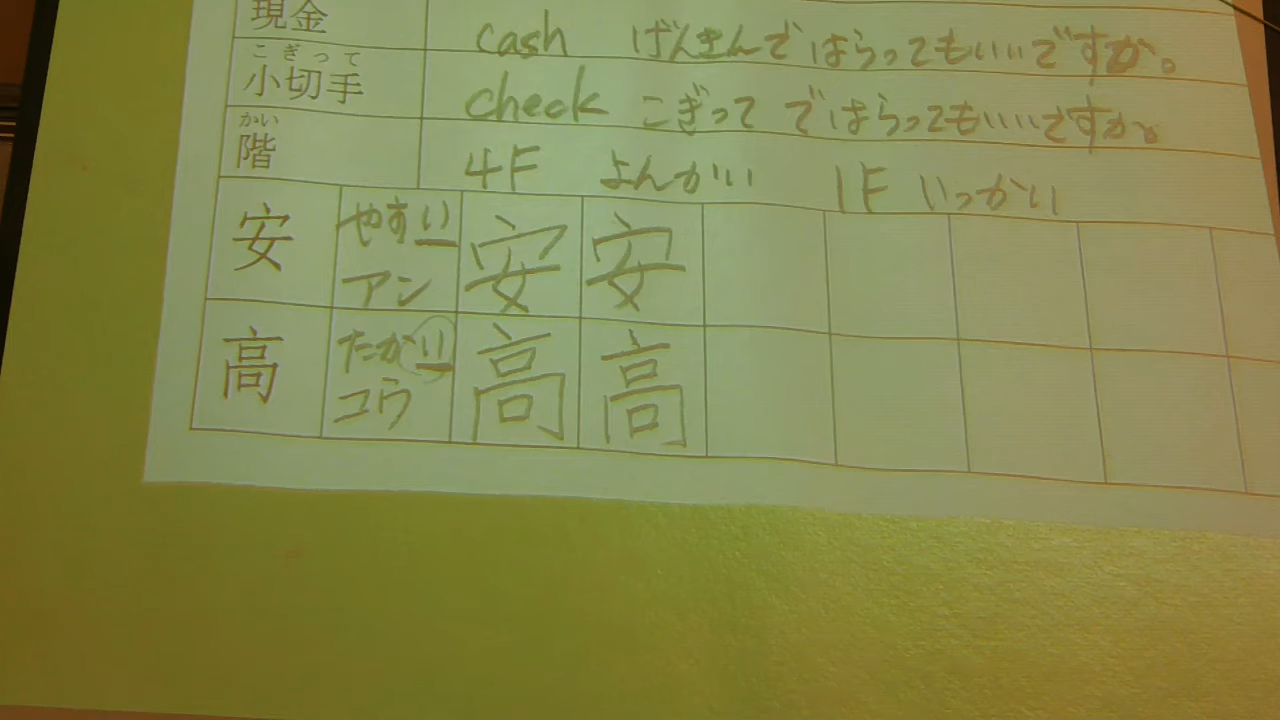 現金 cash げんきんではらってもいいですか。
こぎって
小切手 check こぎってではらってもいいですか。
かい
階 4F よんかい 1F いっかい
安 やすい 安 安
アン
高 たかい 高 高
コウ